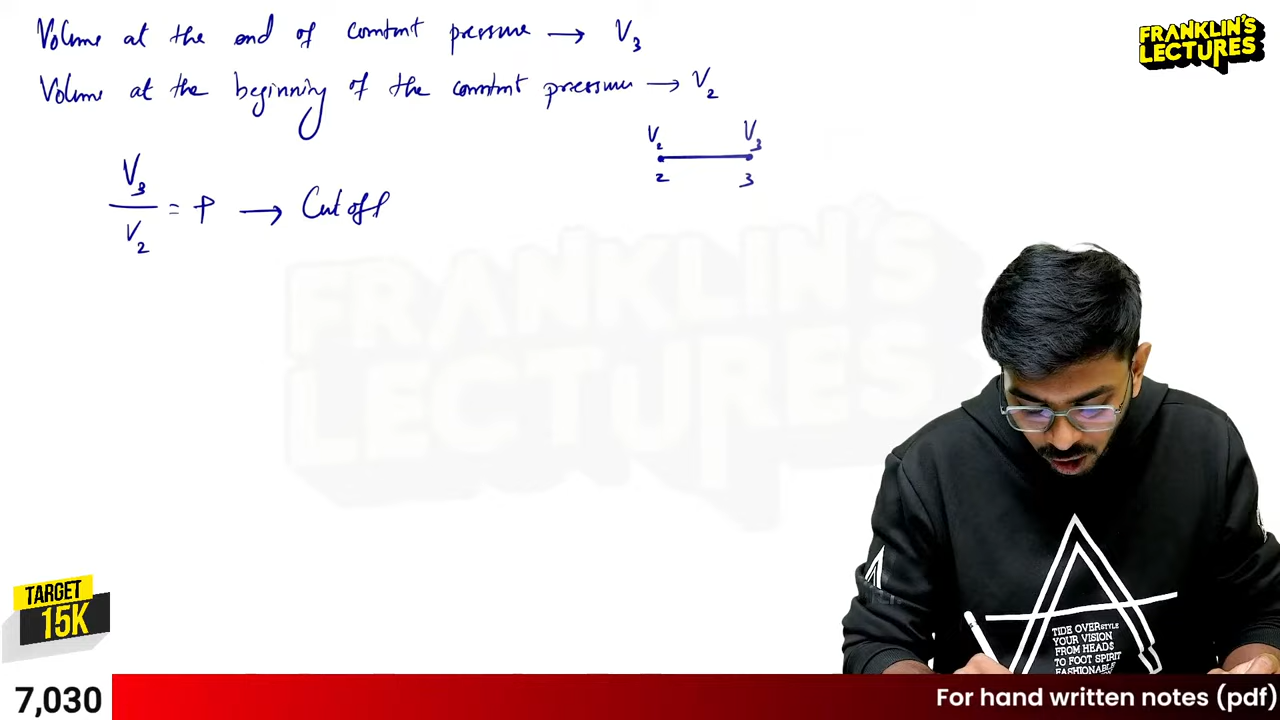 Volume at the end of constant pressure → V3
Volume at the beginning of the constant pressure → V2
V2 V3
2 3
V3
/
V2
= ρ → Cut off
FRANKLIN'S
LECTURES
FRANKLIN'S
LECTURES
TARGET
15K
TIDE OVER STYLE
YOUR VISION
FROM HEADS
TO FOOT SPIRIT
FASHIONABLE
7,030
For hand written notes (pdf)